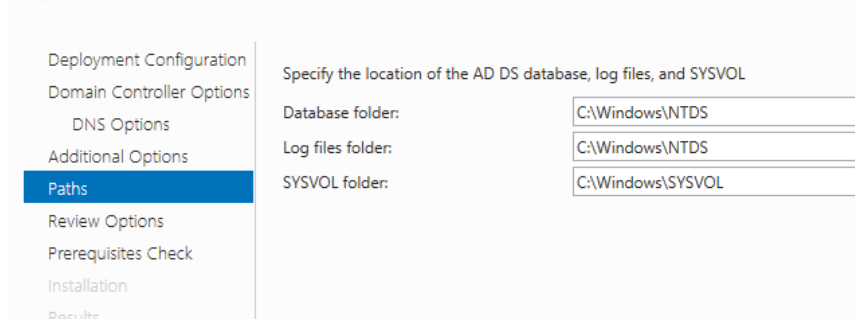 Deployment Configuration
Domain Controller Options
DNS Options
Additional Options
Paths
Review Options
Prerequisites Check
Installation
Results
Specify the location of the AD DS database, log files, and SYSVOL
Database folder: C:\Windows\NTDS
Log files folder: C:\Windows\NTDS
SYSVOL folder: C:\Windows\SYSVOL